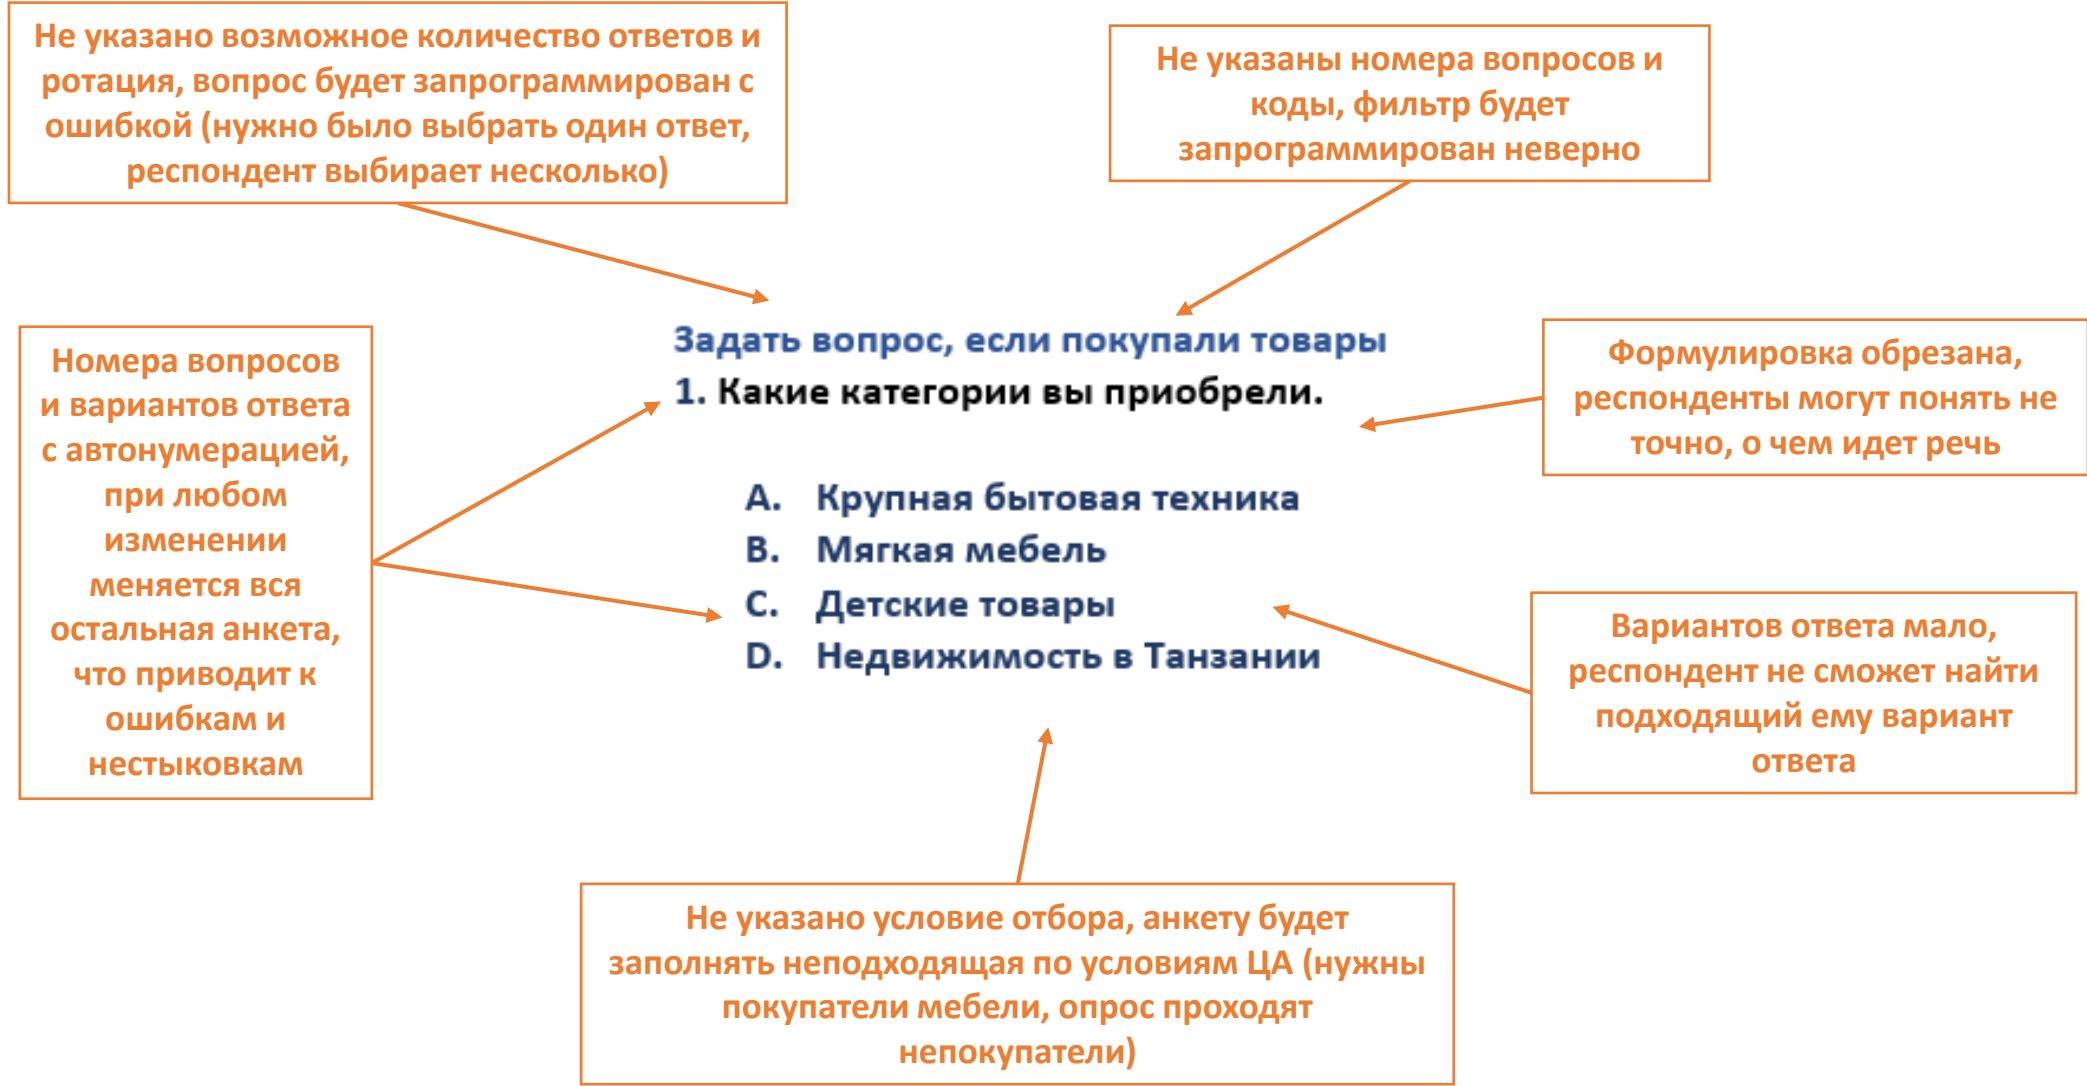 Не указано возможное количество ответов и
ротация, вопрос будет запрограммирован с
ошибкой (нужно было выбрать один ответ,
респондент выбирает несколько)
Не указаны номера вопросов и
коды, фильтр будет
запрограммирован неверно
Номера вопросов
и вариантов ответа
с автонумерацией,
при любом
изменении
меняется вся
остальная анкета,
что приводит к
ошибкам и
нестыковкам
Задать вопрос, если покупали товары
1. Какие категории вы приобрели.
A. Крупная бытовая техника
B. Мягкая мебель
C. Детские товары
D. Недвижимость в Танзании
Формулировка обрезана,
респонденты могут понять не
точно, о чем идет речь
Вариантов ответа мало,
респондент не сможет найти
подходящий ему вариант
ответа
Не указано условие отбора, анкету будет
заполнять неподходящая по условиям ЦА (нужны
покупатели мебели, опрос проходят
непокупатели)